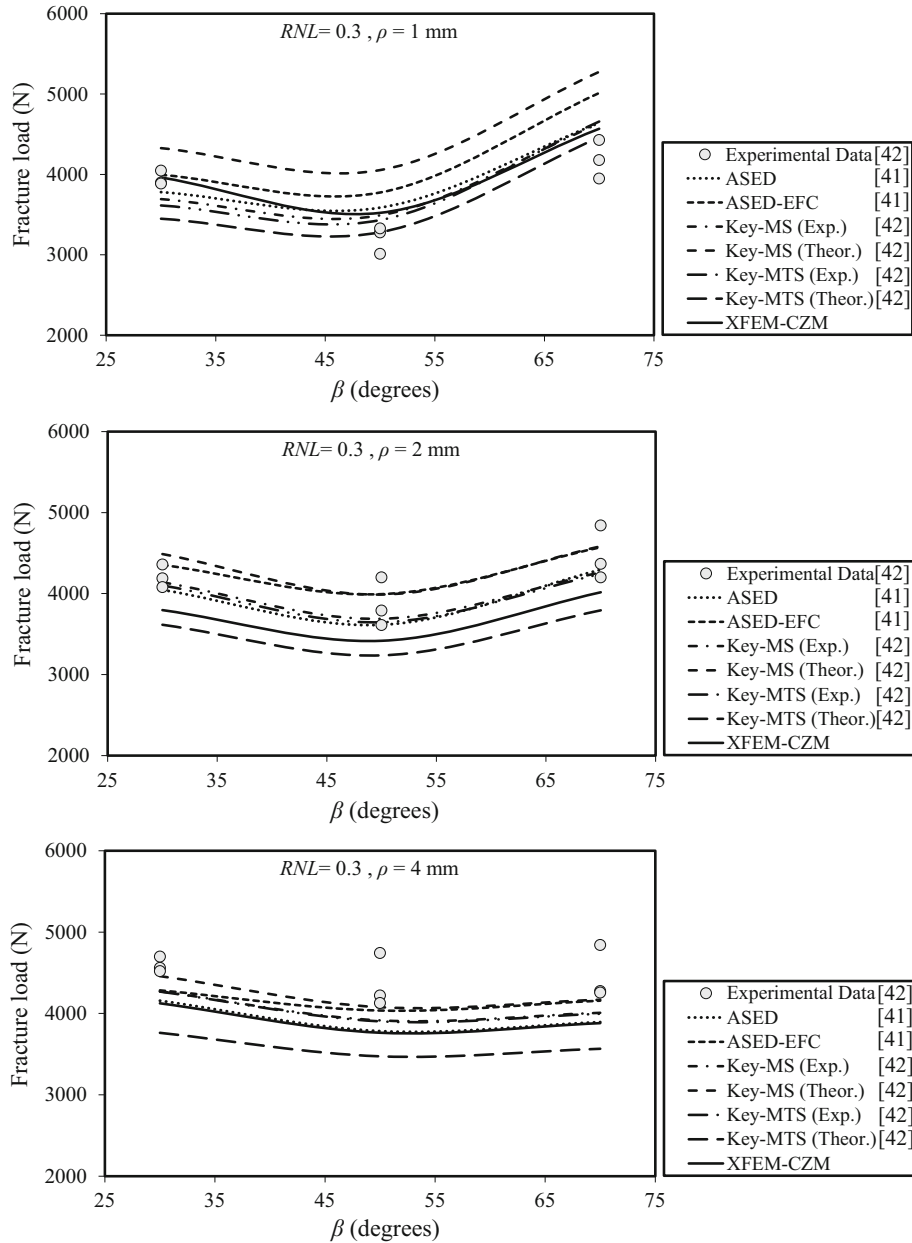 RNL= 0.3 , ρ = 1 mm
Fracture load (N)
6000
5000
4000
3000
2000
25 35 45 55 65 75
β (degrees)
Experimental Data [42]
ASED [41]
ASED-EFC [41]
Key-MS (Exp.) [42]
Key-MS (Theor.) [42]
Key-MTS (Exp.) [42]
Key-MTS (Theor.) [42]
XFEM-CZM
RNL= 0.3 , ρ = 2 mm
Fracture load (N)
6000
5000
4000
3000
2000
25 35 45 55 65 75
β (degrees)
Experimental Data [42]
ASED [41]
ASED-EFC [41]
Key-MS (Exp.) [42]
Key-MS (Theor.) [42]
Key-MTS (Exp.) [42]
Key-MTS (Theor.) [42]
XFEM-CZM
RNL= 0.3 , ρ = 4 mm
Fracture load (N)
6000
5000
4000
3000
2000
25 35 45 55 65 75
β (degrees)
Experimental Data [42]
ASED [41]
ASED-EFC [41]
Key-MS (Exp.) [42]
Key-MS (Theor.) [42]
Key-MTS (Exp.) [42]
Key-MTS (Theor.) [42]
XFEM-CZM